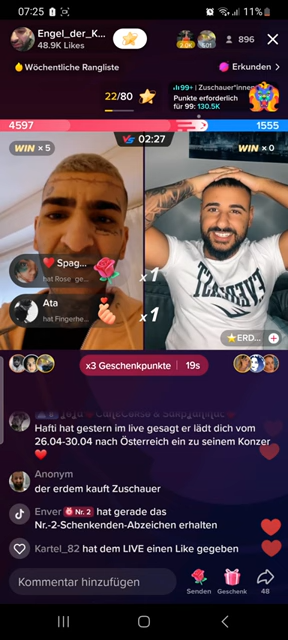 07:25
11%
Engel_der_K...
48.9K Likes
896
Wöchentliche Rangliste
Erkunden >
22/80
99+ Zuschauer*innen
Punkte erforderlich
für 99: 130.5K
4597
1555
WIN × 5
VS 02:27
WIN × 0
Spag...
hat Rose ge...
x 1
Ata
hat Fingerhe...
x 1
ERD...
x3 Geschenkpunkte | 19s
Hafti hat gestern im live gesagt er lädt dich vom
26.04-30.04 nach Österreich ein zu seinem Konzer
Anonym
der erdem kauft Zuschauer
Enver Nr. 2 hat gerade das
Nr.-2-Schenkenden-Abzeichen erhalten
Kartel_82 hat dem LIVE einen Like gegeben
Kommentar hinzufügen
Senden
Geschenk
48